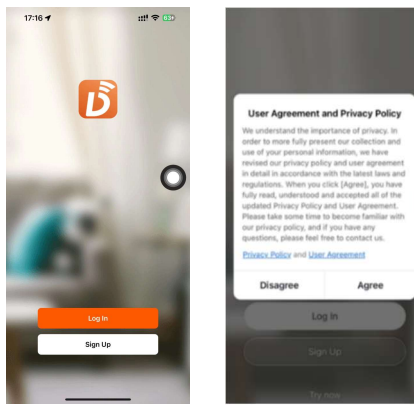 17:16
Log In
Sign Up
User Agreement and Privacy Policy
We understand the importance of privacy. In
order to more fully present our collection and
use of your personal information, we have
revised our privacy policy and user agreement
in detail in accordance with the latest laws and
regulations. When you click [Agree], you have
fully read, understood and accepted all of the
updated Privacy Policy and User Agreement.
Please take some time to become familiar with
our privacy policy, and if you have any
questions, please feel free to contact us.
Privacy Policy and User Agreement
Disagree Agree
Log In
Sign Up
Try now